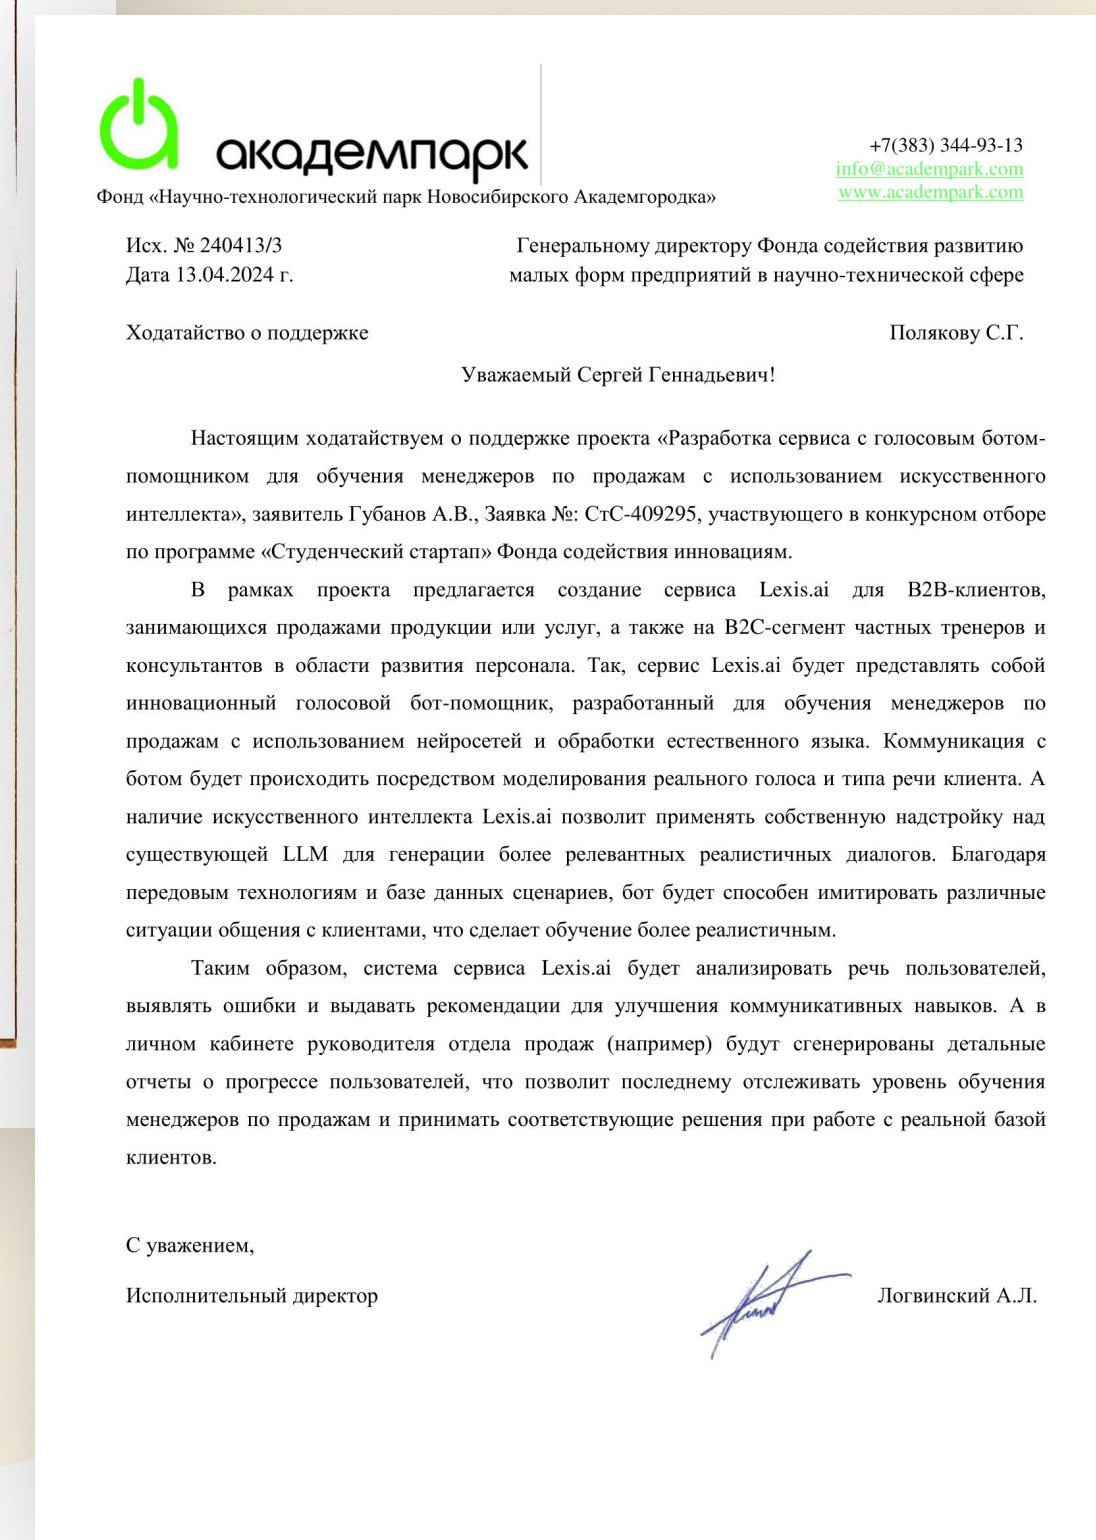 академпарк
+7(383) 344-93-13
info@academpark.com
www.academpark.com
Фонд «Научно-технологический парк Новосибирского Академгородка»
Исх. № 240413/3
Дата 13.04.2024 г.
Генеральному директору Фонда содействия развитию
малых форм предприятий в научно-технической сфере
Ходатайство о поддержке
Полякову С.Г.
Уважаемый Сергей Геннадьевич!
Настоящим ходатайствуем о поддержке проекта «Разработка сервиса с голосовым ботом-
помощником для обучения менеджеров по продажам с использованием искусственного
интеллекта», заявитель Губанов А.В., Заявка №: СтС-409295, участвующего в конкурсном отборе
по программе «Студенческий стартап» Фонда содействия инновациям.
В рамках проекта предлагается создание сервиса Lexis.ai для B2B-клиентов,
занимающихся продажами продукции или услуг, а также на B2C-сегмент частных тренеров и
консультантов в области развития персонала. Так, сервис Lexis.ai будет представлять собой
инновационный голосовой бот-помощник, разработанный для обучения менеджеров по
продажам с использованием нейросетей и обработки естественного языка. Коммуникация с
ботом будет происходить посредством моделирования реального голоса и типа речи клиента. А
наличие искусственного интеллекта Lexis.ai позволит применять собственную надстройку над
существующей LLM для генерации более релевантных реалистичных диалогов. Благодаря
передовым технологиям и базе данных сценариев, бот будет способен имитировать различные
ситуации общения с клиентами, что сделает обучение более реалистичным.
Таким образом, система сервиса Lexis.ai будет анализировать речь пользователей,
выявлять ошибки и выдавать рекомендации для улучшения коммуникативных навыков. А в
личном кабинете руководителя отдела продаж (например) будут сгенерированы детальные
отчеты о прогрессе пользователей, что позволит последнему отслеживать уровень обучения
менеджеров по продажам и принимать соответствующие решения при работе с реальной базой
клиентов.
С уважением,
Исполнительный директор
Логвинский А.Л.